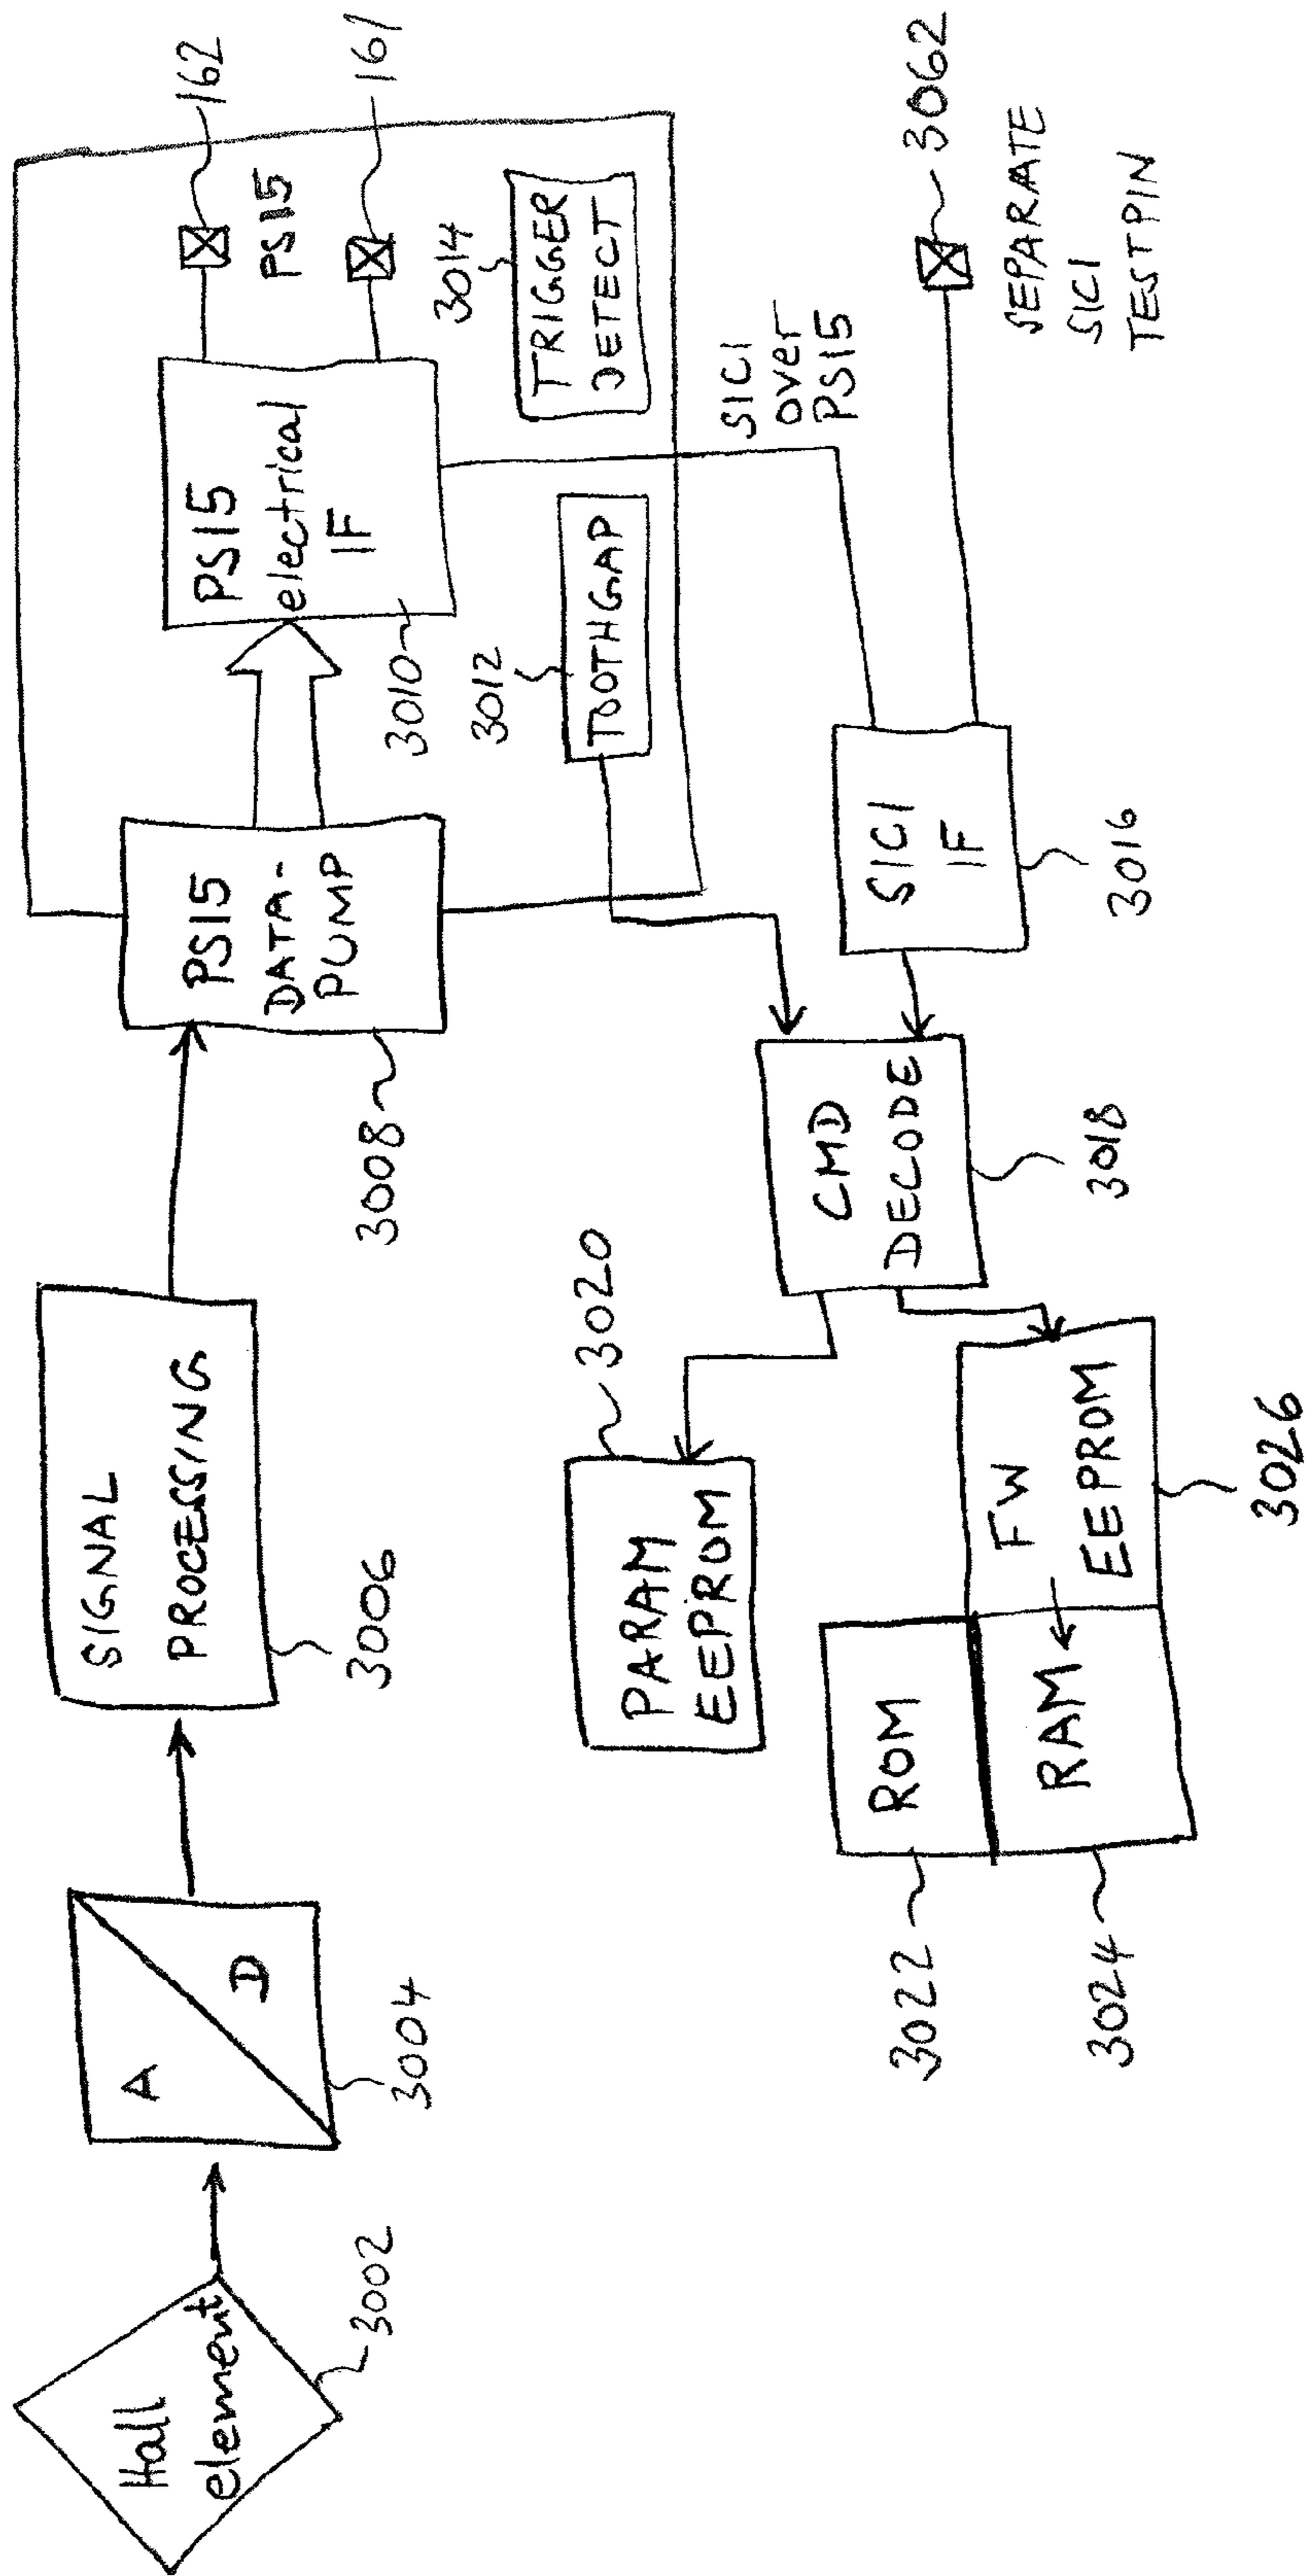 Hall
element
3002
A
D
3004
SIGNAL
PROCESSING
3006
PSI5
DATA-
PUMP
3008
PSI5
electrical
IF
3010
162
PSI5
161
3012
TOOTHGAP
3014
TRIGGER
DETECT
SICI
over
PSI5
3062
SEPARATE
SICI
TESTPIN
SICI
IF
3016
CMD
DECODE
3018
3020
PARAM
EEPROM
ROM
3022
RAM
3024
FW
EEPROM
3026